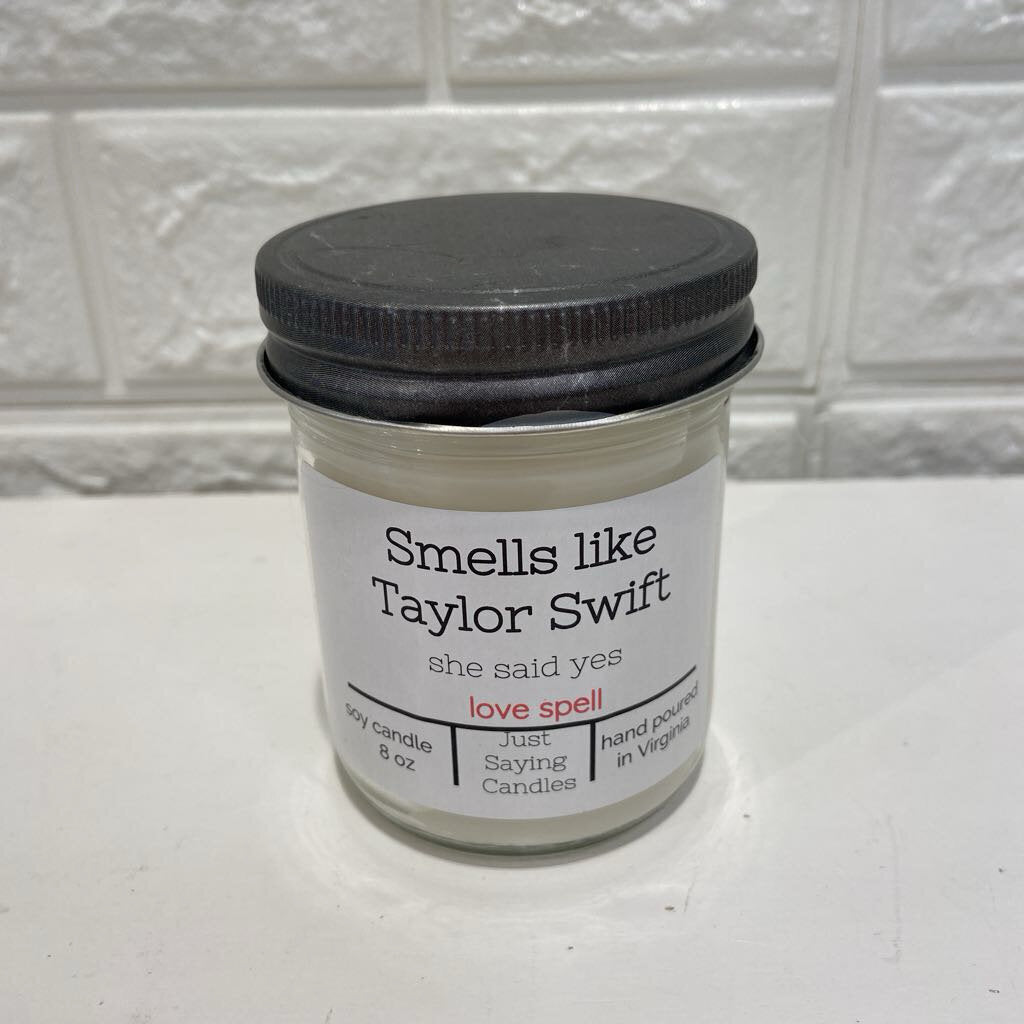 Smells like
Taylor Swift
she said yes
love spell
soy candle
8 oz
Just
Saying
Candles
hand poured
in Virginia